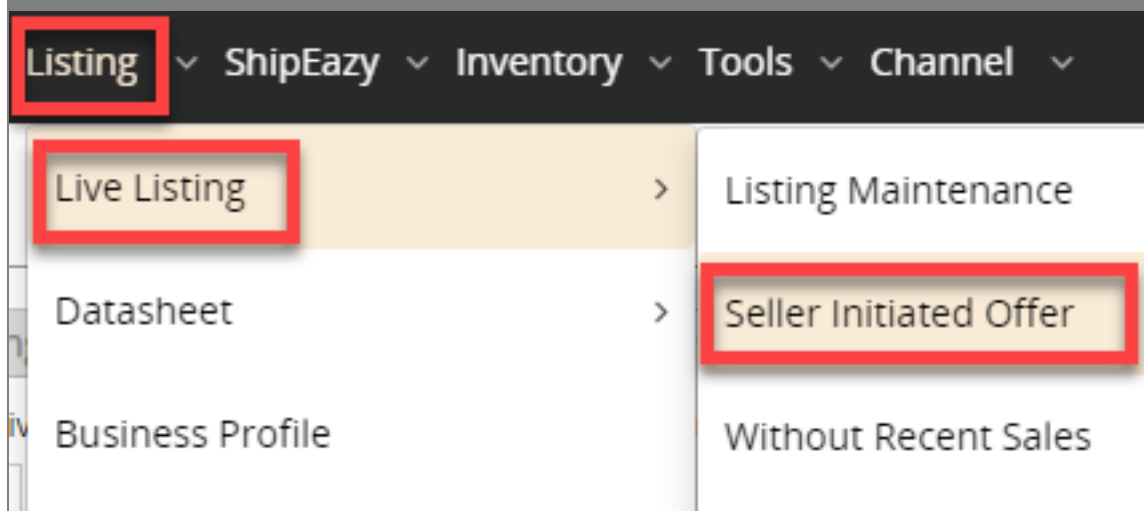 Listing ShipEazy Inventory Tools Channel
Live Listing
Listing Maintenance
Datasheet
Seller Initiated Offer
Business Profile
Without Recent Sales